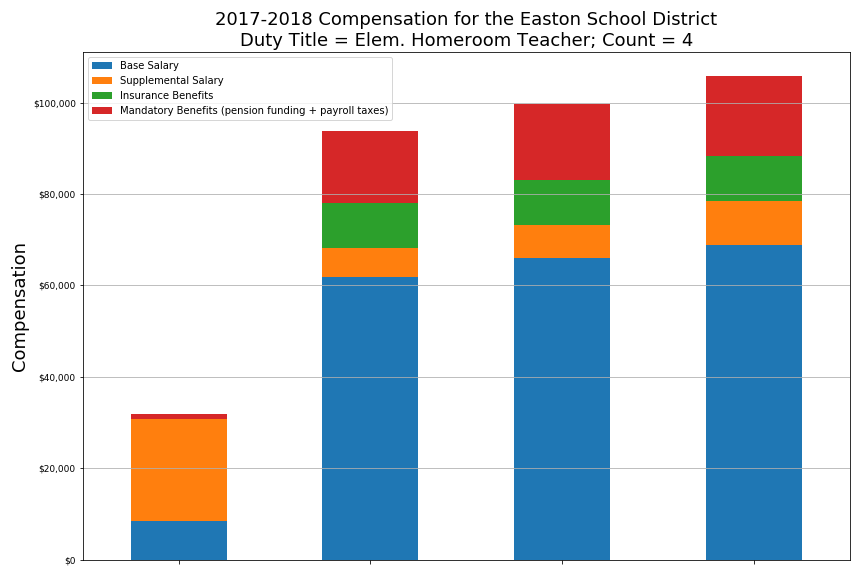 2017-2018 Compensation for the Easton School District
Duty Title = Elem. Homeroom Teacher; Count = 4
Base Salary
Supplemental Salary
Insurance Benefits
Mandatory Benefits (pension funding + payroll taxes)
$100,000
$80,000
$60,000
$40,000
$20,000
$0
Compensation